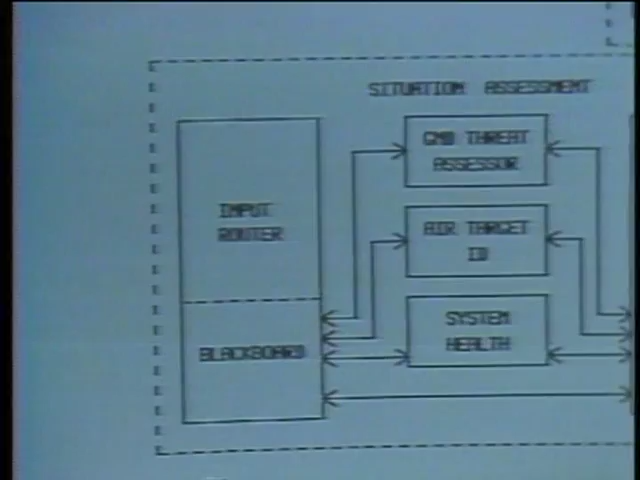 SITUATION ASSESSMENT
GND THREAT
ASSESSOR
INPUT
ROUTER
AIR TARGET
ID
SYSTEM
HEALTH
BLACKBOARD